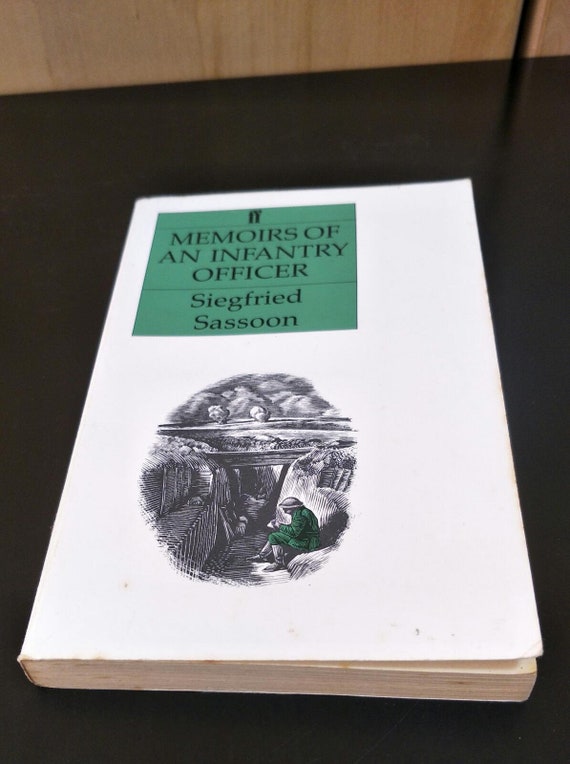 ff
MEMOIRS OF
AN INFANTRY
OFFICER
Siegfried
Sassoon